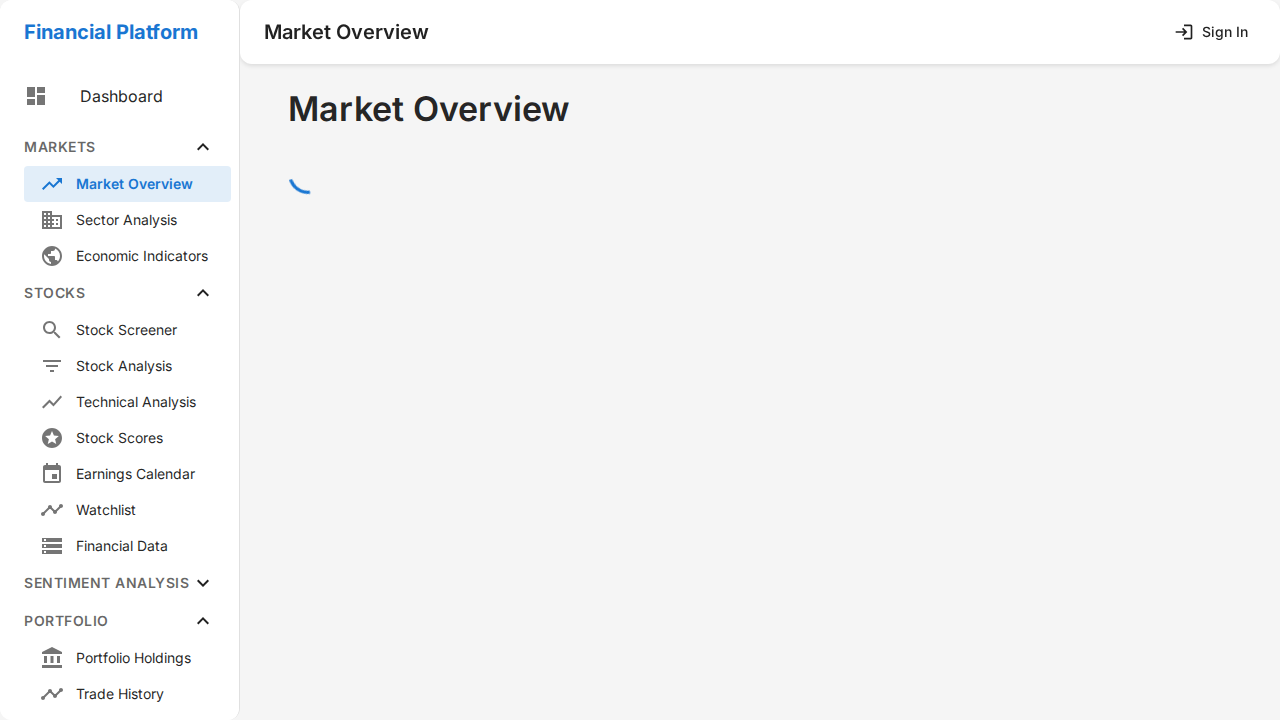 Financial Platform
Market Overview
Sign In
Dashboard
Market Overview
MARKETS
Market Overview
Sector Analysis
Economic Indicators
STOCKS
Stock Screener
Stock Analysis
Technical Analysis
Stock Scores
Earnings Calendar
Watchlist
Financial Data
SENTIMENT ANALYSIS
PORTFOLIO
Portfolio Holdings
Trade History